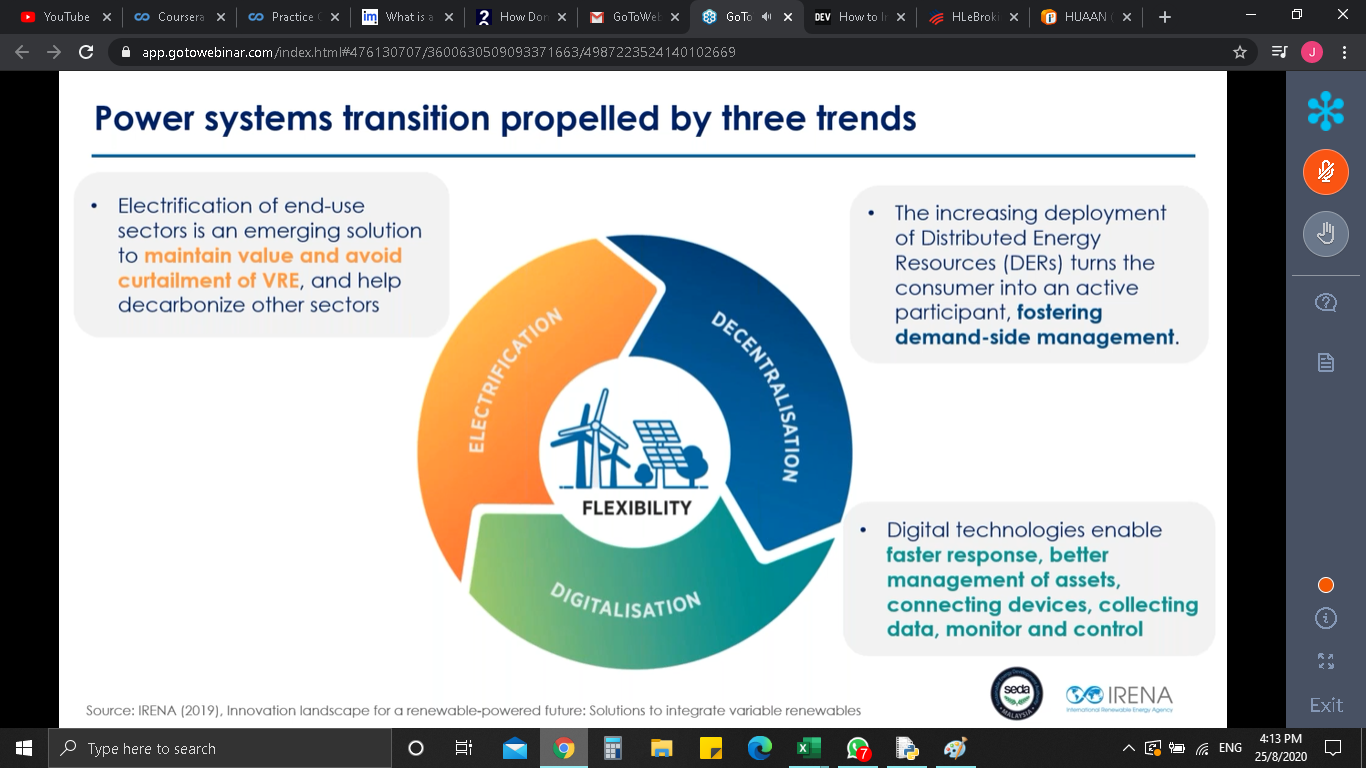 YouTube
Coursera
Practice
What is a
How Don
GoToWeb
GoTo
DEV
How to I
HLeBroki
HUAAN
app.gotowebinar.com/index.html#476130707/3600630509093371663/4987223524140102669
J
Power systems transition propelled by three trends
• Electrification of end-use
sectors is an emerging solution
to maintain value and avoid
curtailment of VRE, and help
decarbonize other sectors
• The increasing deployment
of Distributed Energy
Resources (DERs) turns the
consumer into an active
participant, fostering
demand-side management.
ELECTRIFICATION
DECENTRALISATION
FLEXIBILITY
DIGITALISATION
• Digital technologies enable
faster response, better
management of assets,
connecting devices, collecting
data, monitor and control
seda
MALAYSIA
IRENA
International Renewable Energy Agency
Source: IRENA (2019), Innovation landscape for a renewable-powered future: Solutions to integrate variable renewables
Exit
Type here to search
7
ENG
4:13 PM
25/8/2020